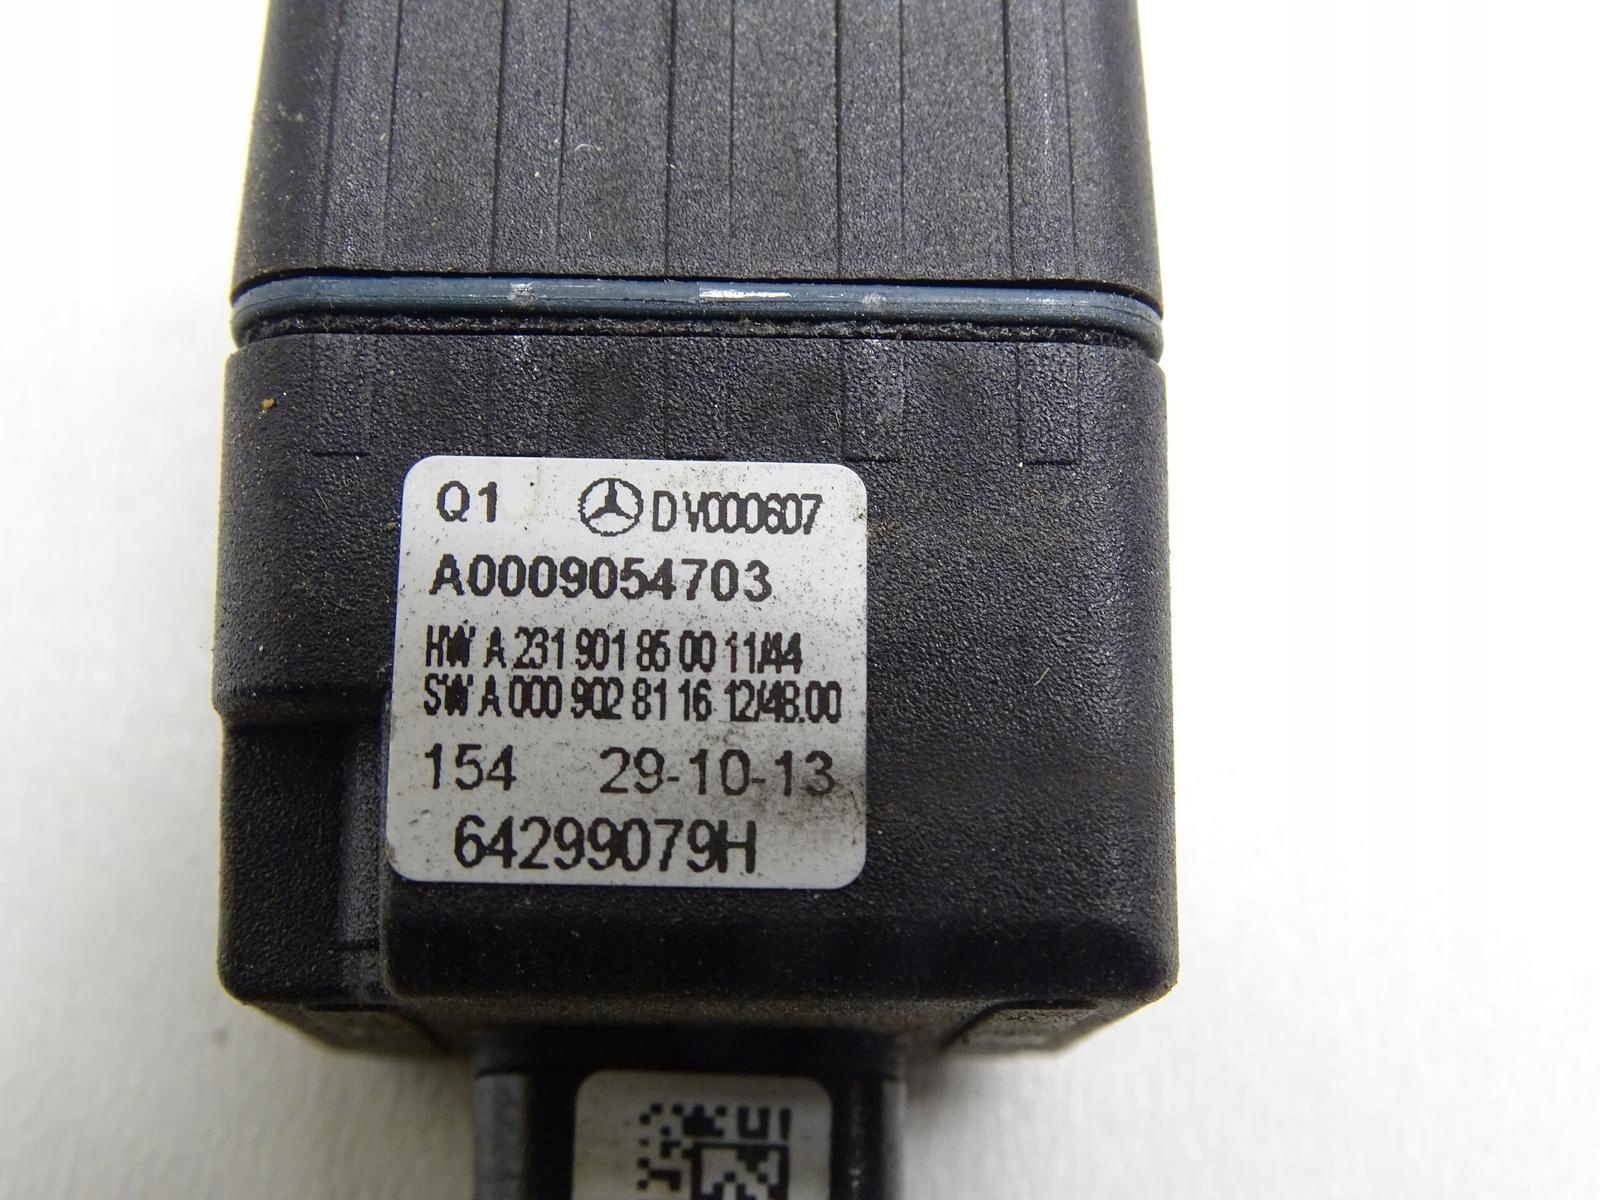 Q1 DV000607
A0009054703
HW A 231 901 85 00 11/44
SW A 000 902 81 16 12/48.00
154 29-10-13
64299079H